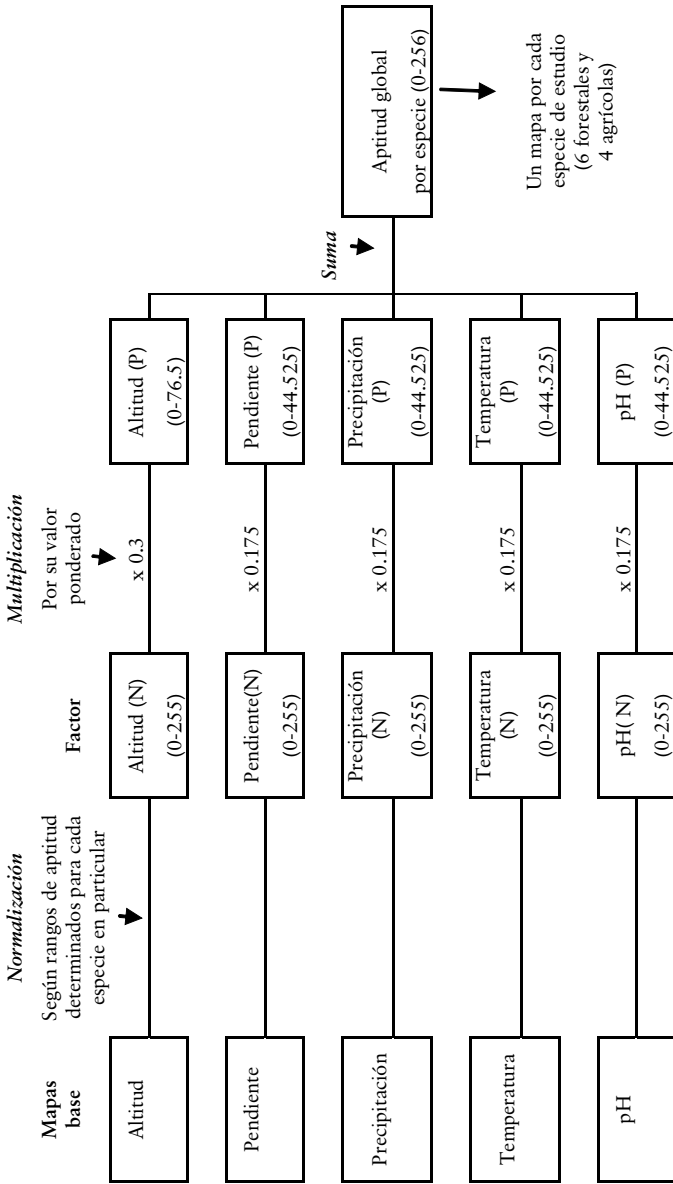 Mapas
base
Altitud
Pendiente
Precipitación
Temperatura
pH
Normalización
Según rangos de aptitud
determinados para cada
especie en particular
Factor
Altitud (N)
(0-255)
Pendiente(N)
(0-255)
Precipitación
(N)
(0-255)
Temperatura
(N)
(0-255)
pH( N)
(0-255)
Multiplicación
Por su valor
ponderado
x 0.3
x 0.175
x 0.175
x 0.175
x 0.175
Altitud (P)
(0-76.5)
Pendiente (P)
(0-44.525)
Precipitación
(P)
(0-44.525)
Temperatura
(P)
(0-44.525)
pH (P)
(0-44.525)
Suma
Aptitud global
por especie (0-256)
Un mapa por cada
especie de estudio
(6 forestales y
4 agrícolas)